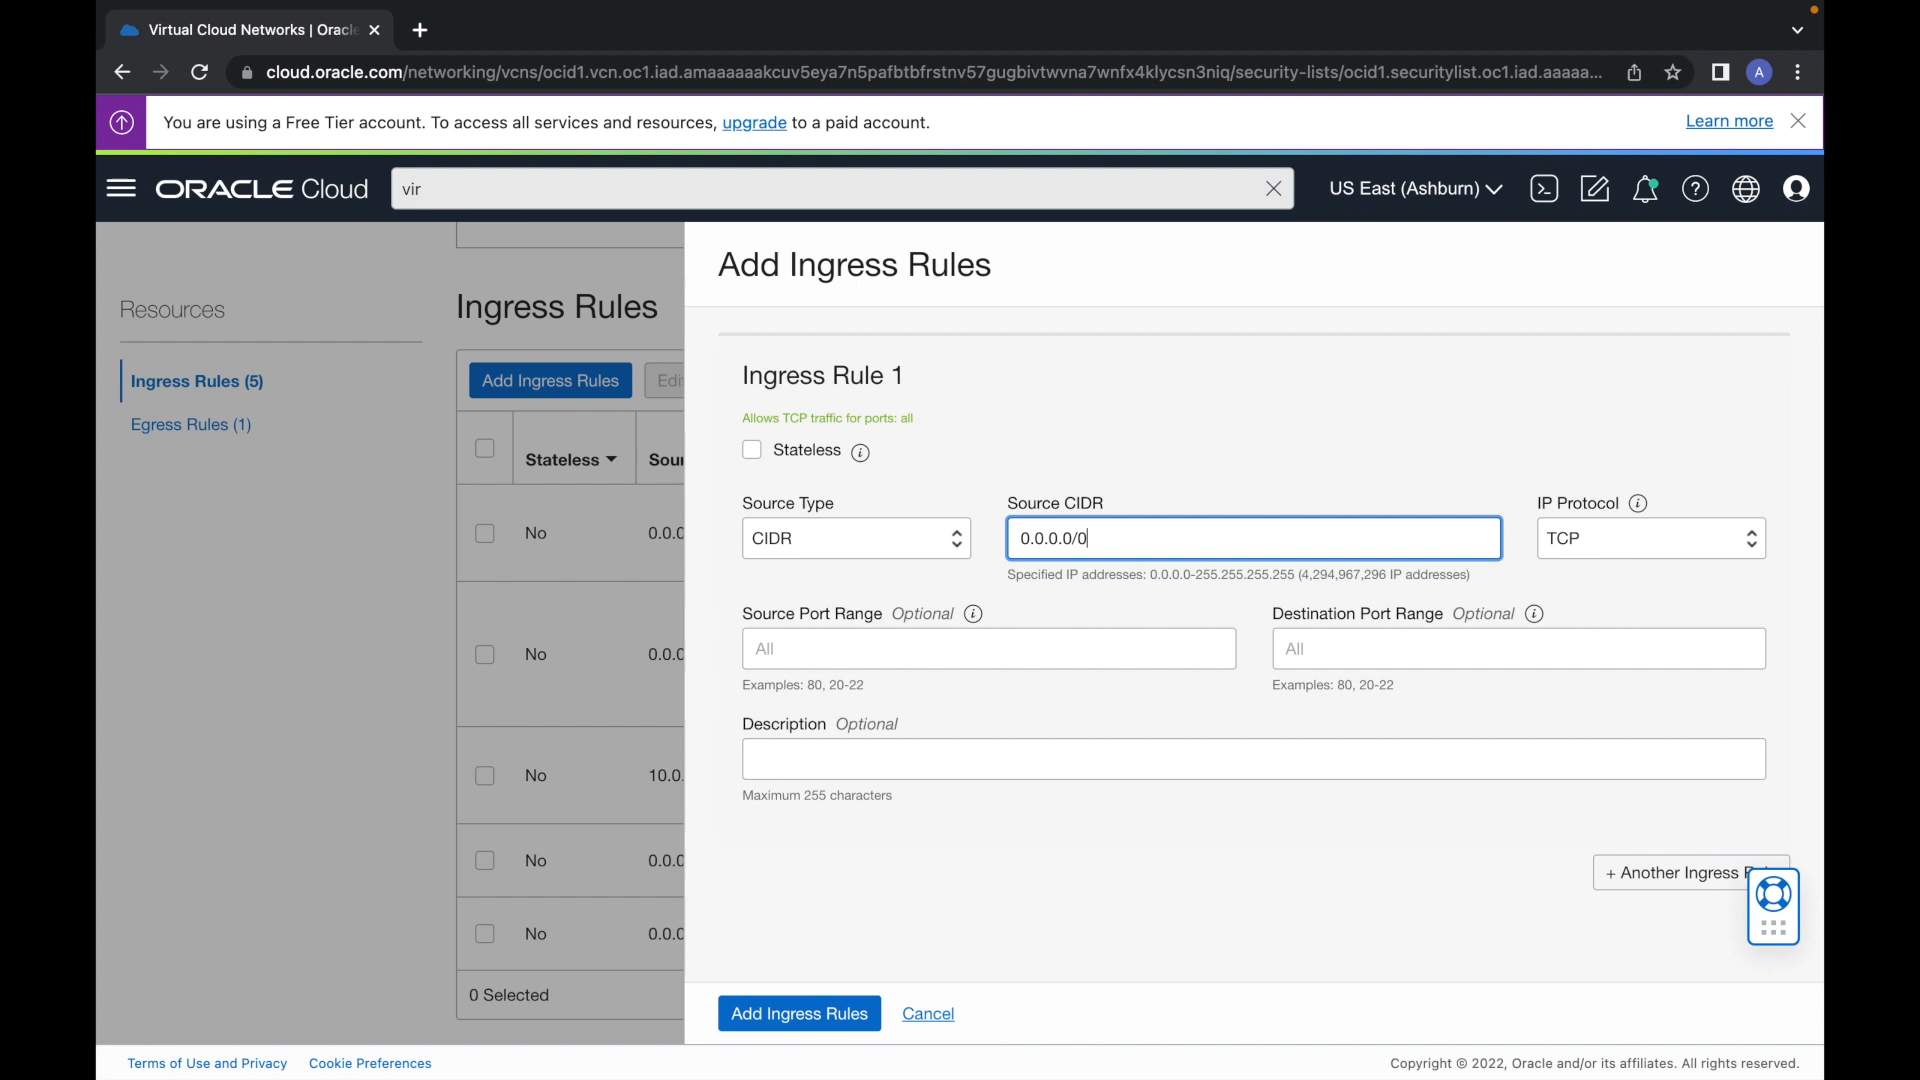 Virtual Cloud Networks | Oracle
cloud.oracle.com/networking/vcns/ocid1.vcn.oc1.iad.amaaaaaakcuv5eya7n5pafbtbfrstnv57gugbivtwvna7wnfx4klycsn3niq/security-lists/ocid1.securitylist.oc1.iad.aaaaa...
A
You are using a Free Tier account. To access all services and resources, upgrade to a paid account.
Learn more
ORACLE Cloud
vir
US East (Ashburn)
Add Ingress Rules
Resources
Ingress Rules
Ingress Rules (5)
Egress Rules (1)
Add Ingress Rules
Edi
Stateless
Sour
No
0.0.0
No
0.0.0
No
10.0.
No
0.0.0
No
0.0.0
0 Selected
Ingress Rule 1
Allows TCP traffic for ports: all
Stateless
Source Type
Source CIDR
IP Protocol
CIDR
0.0.0.0/0
TCP
Specified IP addresses: 0.0.0.0-255.255.255.255 (4,294,967,296 IP addresses)
Source Port Range Optional
Destination Port Range Optional
All
All
Examples: 80, 20-22
Examples: 80, 20-22
Description Optional
Maximum 255 characters
+ Another Ingress
Add Ingress Rules
Cancel
Terms of Use and Privacy
Cookie Preferences
Copyright © 2022, Oracle and/or its affiliates. All rights reserved.